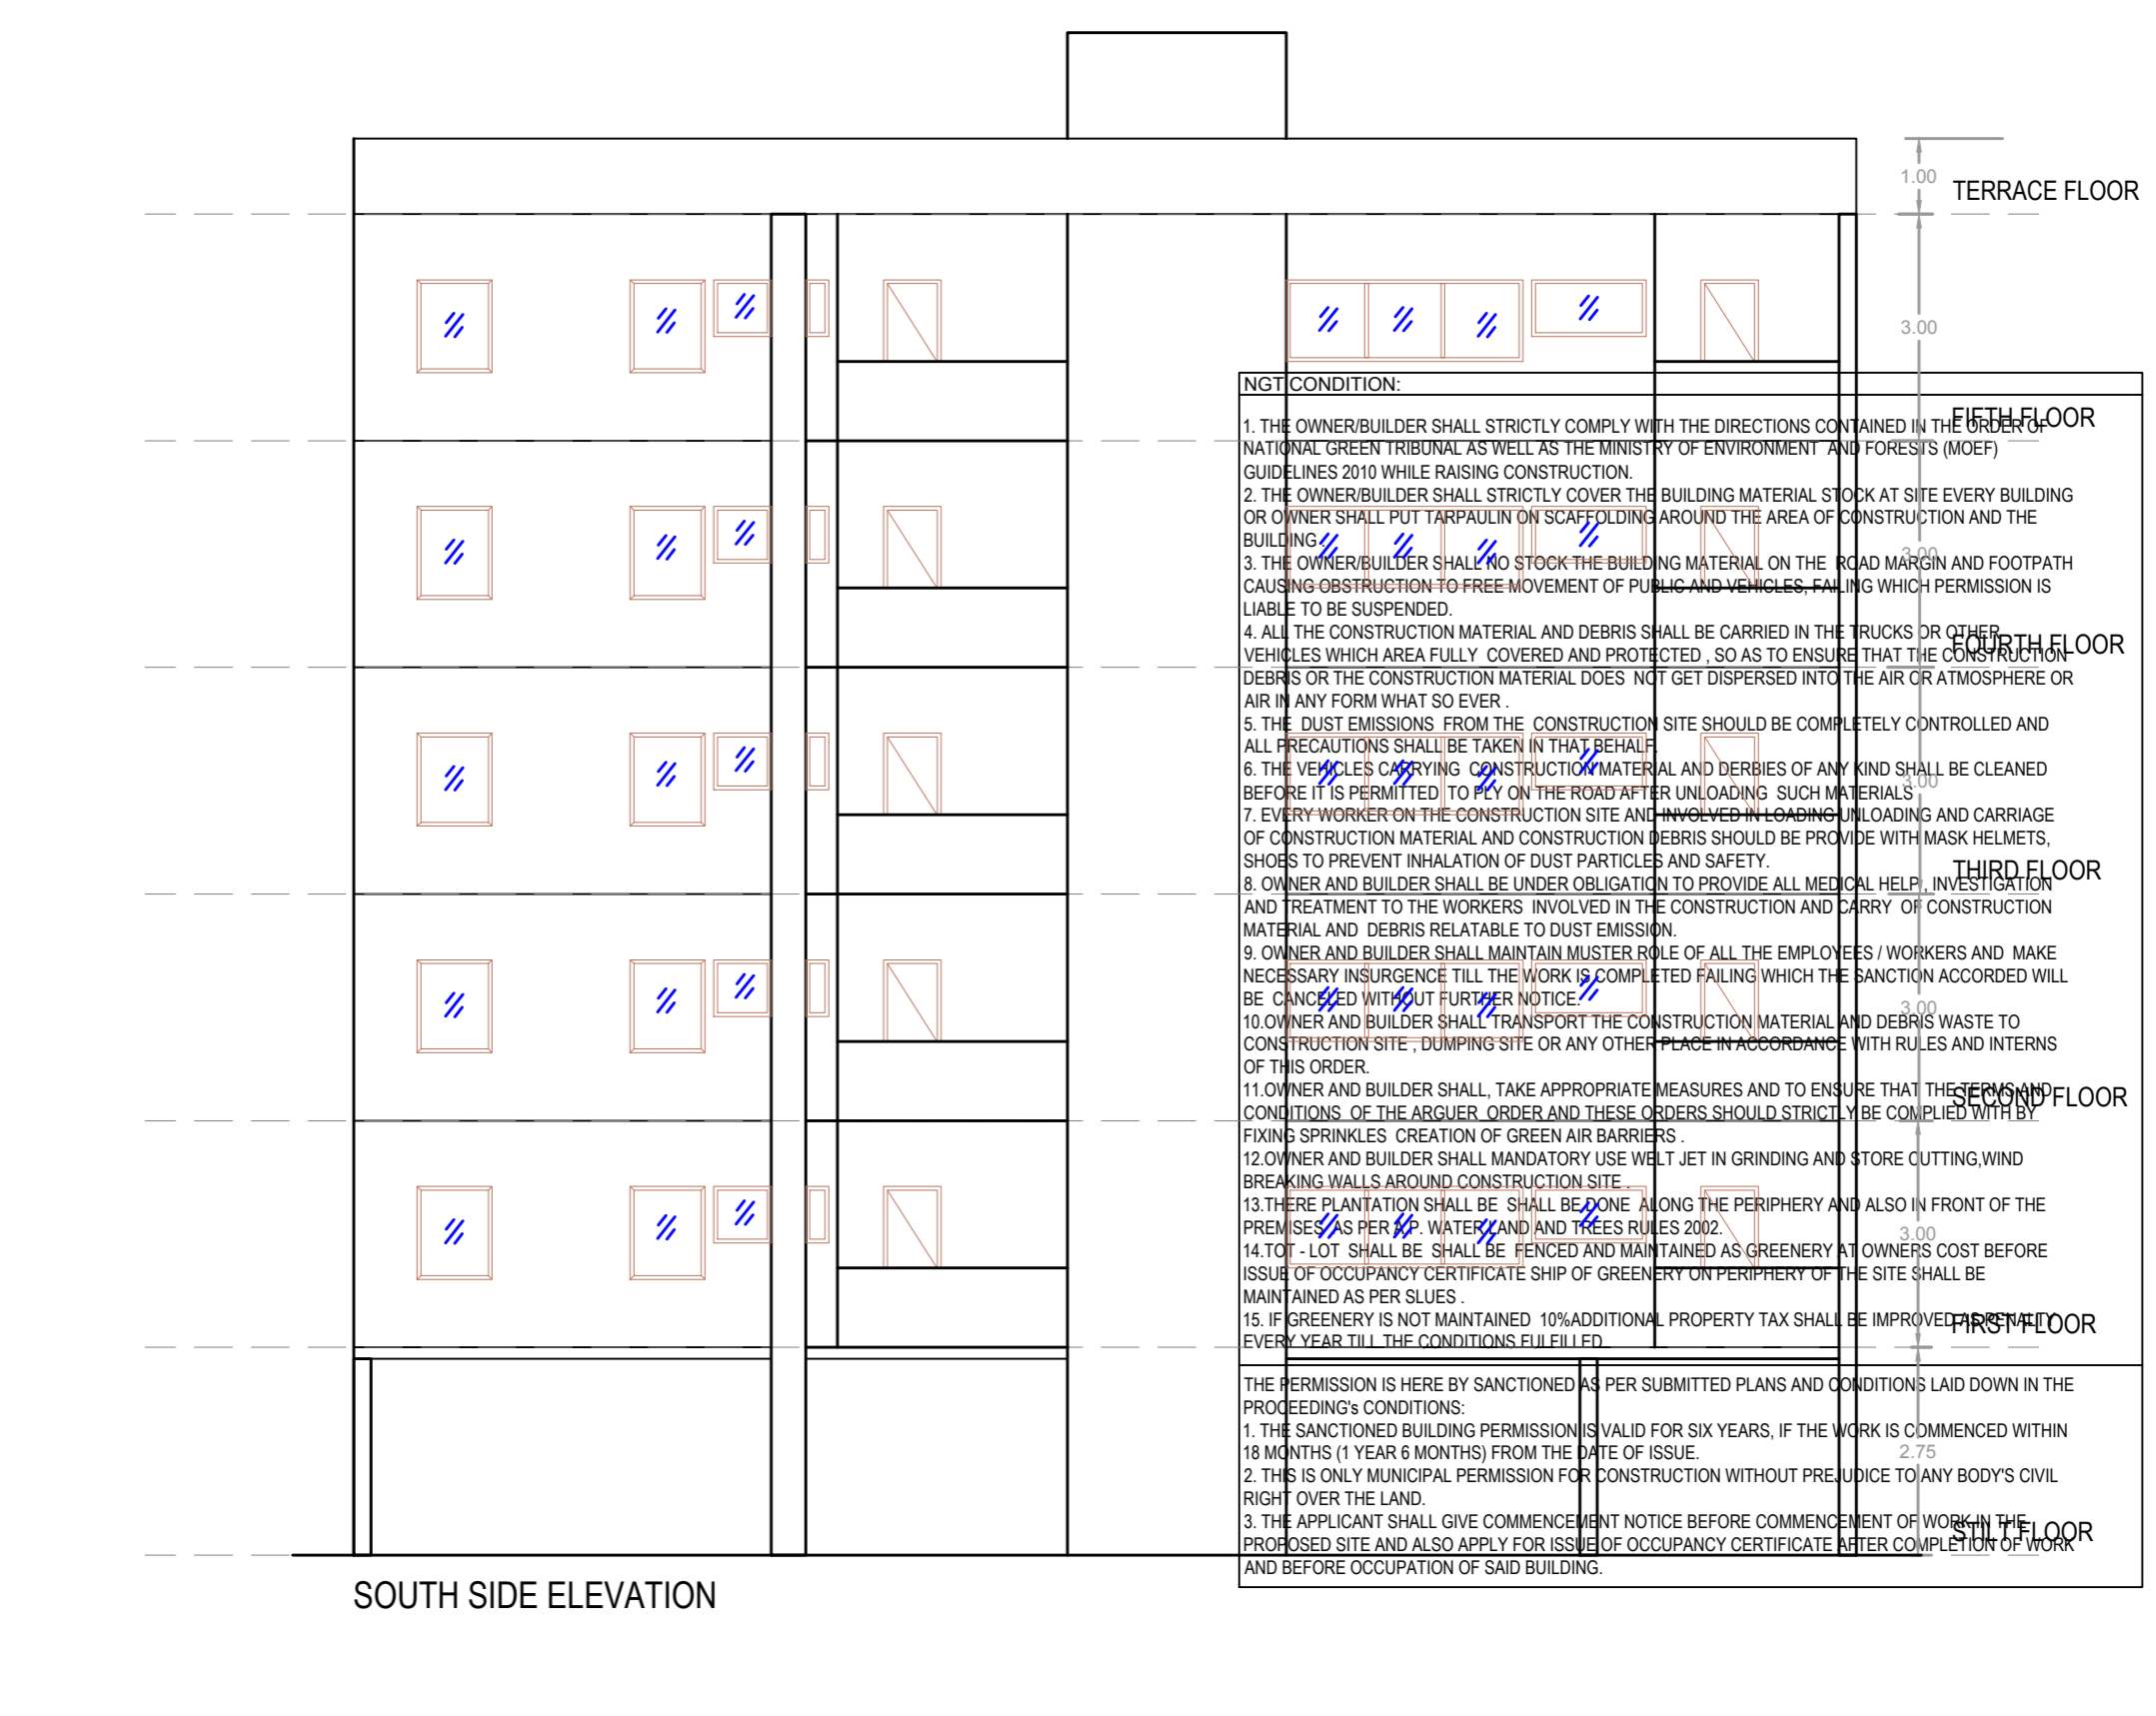 1.00
TERRACE FLOOR
3.00
NGT CONDITION:
FIFTH FLOOR
1. THE OWNER/BUILDER SHALL STRICTLY COMPLY WITH THE DIRECTIONS CONTAINED IN THE ORDER OF
NATIONAL GREEN TRIBUNAL AS WELL AS THE MINISTRY OF ENVIRONMENT AND FORESTS (MOEF)
GUIDELINES 2010 WHILE RAISING CONSTRUCTION.
2. THE OWNER/BUILDER SHALL STRICTLY COVER THE BUILDING MATERIAL STOCK AT SITE EVERY BUILDING
OR OWNER SHALL PUT TARPAULIN ON SCAFFOLDING AROUND THE AREA OF CONSTRUCTION AND THE
BUILDING .
3.00
3. THE OWNER/BUILDER SHALL NO STOCK THE BUILDING MATERIAL ON THE ROAD MARGIN AND FOOTPATH
CAUSING OBSTRUCTION TO FREE MOVEMENT OF PUBLIC AND VEHICLES, FAILING WHICH PERMISSION IS
LIABLE TO BE SUSPENDED.
4. ALL THE CONSTRUCTION MATERIAL AND DEBRIS SHALL BE CARRIED IN THE TRUCKS OR OTHER
FOURTH FLOOR
VEHICLES WHICH AREA FULLY COVERED AND PROTECTED , SO AS TO ENSURE THAT THE CONSTRUCTION
DEBRIS OR THE CONSTRUCTION MATERIAL DOES NOT GET DISPERSED INTO THE AIR OR ATMOSPHERE OR
AIR IN ANY FORM WHAT SO EVER .
5. THE DUST EMISSIONS FROM THE CONSTRUCTION SITE SHOULD BE COMPLETELY CONTROLLED AND
ALL PRECAUTIONS SHALL BE TAKEN IN THAT BEHALF.
6. THE VEHICLES CARRYING CONSTRUCTION MATERIAL AND DERBIES OF ANY KIND SHALL BE CLEANED
3.00
BEFORE IT IS PERMITTED TO PLY ON THE ROAD AFTER UNLOADING SUCH MATERIALS
7. EVERY WORKER ON THE CONSTRUCTION SITE AND INVOLVED IN LOADING UNLOADING AND CARRIAGE
OF CONSTRUCTION MATERIAL AND CONSTRUCTION DEBRIS SHOULD BE PROVIDE WITH MASK HELMETS,
SHOES TO PREVENT INHALATION OF DUST PARTICLES AND SAFETY.
THIRD FLOOR
8. OWNER AND BUILDER SHALL BE UNDER OBLIGATION TO PROVIDE ALL MEDICAL HELP , INVESTIGATION
AND TREATMENT TO THE WORKERS INVOLVED IN THE CONSTRUCTION AND CARRY OF CONSTRUCTION
MATERIAL AND DEBRIS RELATABLE TO DUST EMISSION.
9. OWNER AND BUILDER SHALL MAINTAIN MUSTER ROLE OF ALL THE EMPLOYEES / WORKERS AND MAKE
NECESSARY INSURGENCE TILL THE WORK IS COMPLETED FAILING WHICH THE SANCTION ACCORDED WILL
BE CANCELED WITHOUT FURTHER NOTICE.
3.00
10.OWNER AND BUILDER SHALL TRANSPORT THE CONSTRUCTION MATERIAL AND DEBRIS WASTE TO
CONSTRUCTION SITE , DUMPING SITE OR ANY OTHER PLACE IN ACCORDANCE WITH RULES AND INTERNS
OF THIS ORDER.
11.OWNER AND BUILDER SHALL, TAKE APPROPRIATE MEASURES AND TO ENSURE THAT THE TERMS AND
SECOND FLOOR
CONDITIONS OF THE ARGUER ORDER AND THESE ORDERS SHOULD STRICTLY BE COMPLIED WITH BY
FIXING SPRINKLES CREATION OF GREEN AIR BARRIERS .
12.OWNER AND BUILDER SHALL MANDATORY USE WELT JET IN GRINDING AND STORE CUTTING,WIND
BREAKING WALLS AROUND CONSTRUCTION SITE .
13.THERE PLANTATION SHALL BE SHALL BE DONE ALONG THE PERIPHERY AND ALSO IN FRONT OF THE
PREMISES AS PER A.P. WATER LAND AND TREES RULES 2002.
3.00
14.TOT - LOT SHALL BE SHALL BE FENCED AND MAINTAINED AS GREENERY AT OWNERS COST BEFORE
ISSUE OF OCCUPANCY CERTIFICATE SHIP OF GREENERY ON PERIPHERY OF THE SITE SHALL BE
MAINTAINED AS PER SLUES .
15. IF GREENERY IS NOT MAINTAINED 10%ADDITIONAL PROPERTY TAX SHALL BE IMPROVED AS PENALTY
FIRST FLOOR
EVERY YEAR TILL THE CONDITIONS FULFILLED
THE PERMISSION IS HERE BY SANCTIONED AS PER SUBMITTED PLANS AND CONDITIONS LAID DOWN IN THE
PROCEEDING's CONDITIONS:
1. THE SANCTIONED BUILDING PERMISSION IS VALID FOR SIX YEARS, IF THE WORK IS COMMENCED WITHIN
18 MONTHS (1 YEAR 6 MONTHS) FROM THE DATE OF ISSUE.
2.75
2. THIS IS ONLY MUNICIPAL PERMISSION FOR CONSTRUCTION WITHOUT PREJUDICE TO ANY BODY'S CIVIL
RIGHT OVER THE LAND.
3. THE APPLICANT SHALL GIVE COMMENCEMENT NOTICE BEFORE COMMENCEMENT OF WORK IN THE
STILT FLOOR
PROPOSED SITE AND ALSO APPLY FOR ISSUE OF OCCUPANCY CERTIFICATE AFTER COMPLETION OF WORK
AND BEFORE OCCUPATION OF SAID BUILDING.
SOUTH SIDE ELEVATION